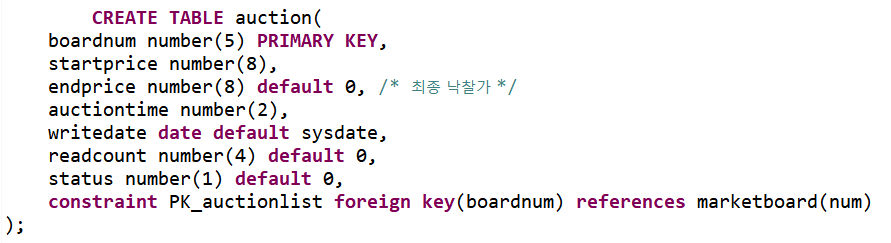 CREATE TABLE auction(
boardnum number(5) PRIMARY KEY,
startprice number(8),
endprice number(8) default 0, /* 최종 낙찰가 */
auctiontime number(2),
writedate date default sysdate,
readcount number(4) default 0,
status number(1) default 0,
constraint PK_auctionlist foreign key(boardnum) references marketboard(num)
);